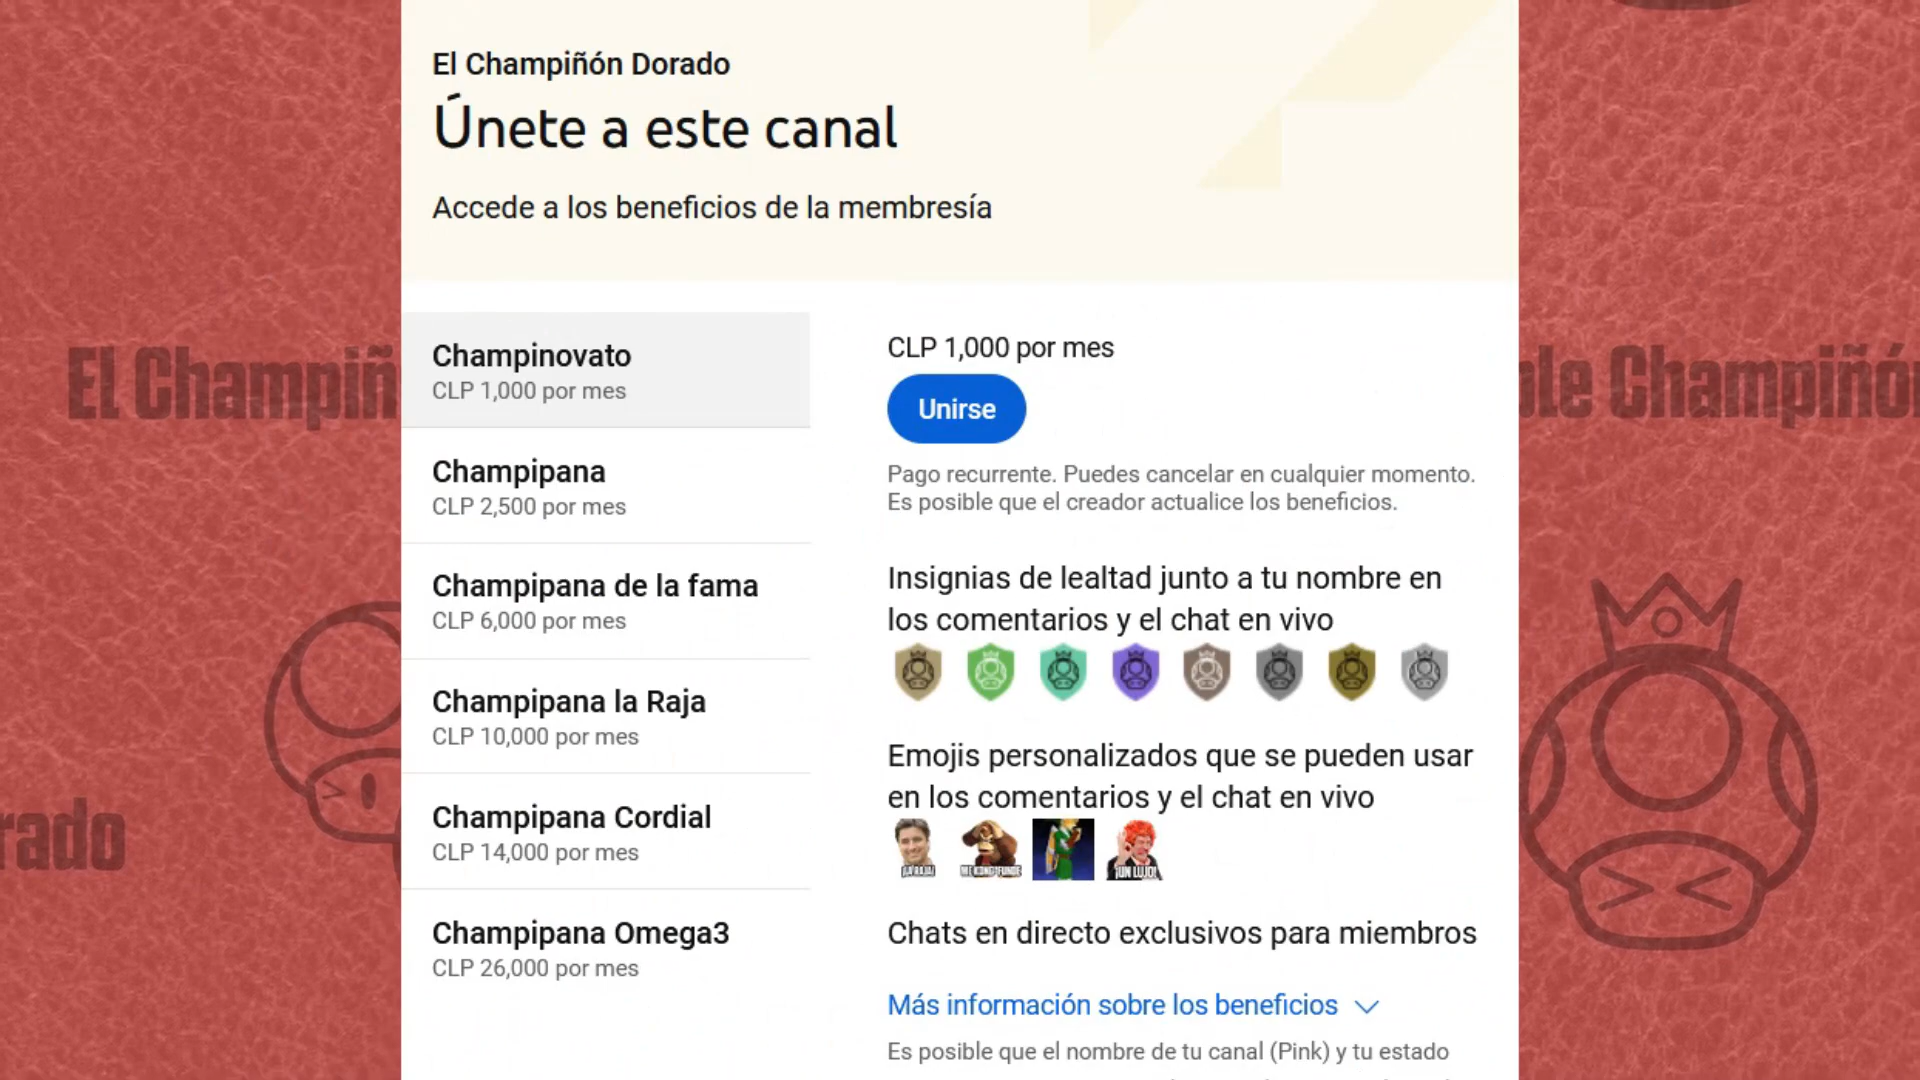 El Champiñón Dorado
Únete a este canal
Accede a los beneficios de la membresía
Champinovato
CLP 1,000 por mes
Champipana
CLP 2,500 por mes
Champipana de la fama
CLP 6,000 por mes
Champipana la Raja
CLP 10,000 por mes
Champipana Cordial
CLP 14,000 por mes
Champipana Omega3
CLP 26,000 por mes
CLP 1,000 por mes
Unirse
Pago recurrente. Puedes cancelar en cualquier momento.
Es posible que el creador actualice los beneficios.
Insignias de lealtad junto a tu nombre en
los comentarios y el chat en vivo
Emojis personalizados que se pueden usar
en los comentarios y el chat en vivo
¡UN LUJO!
Chats en directo exclusivos para miembros
Más información sobre los beneficios
Es posible que el nombre de tu canal (Pink) y tu estado
El Champiñ
ple Champiñó
rado